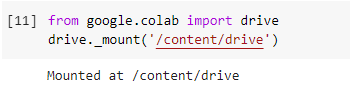 [11] from google.colab import drive
drive._mount('/content/drive')
Mounted at /content/drive